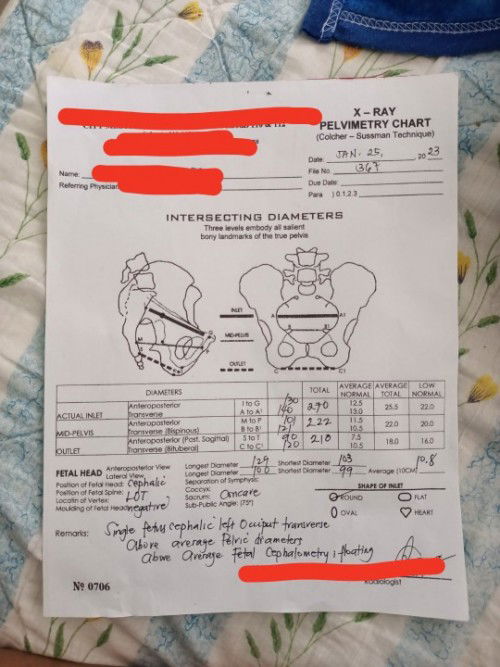 X – RAY
PELVIMETRY CHART
(Colcher – Sussman Technique)
Date: JAN. 25, 2023
File No. 1367
Due Date:
Para ) 0.1.2.3
Name:
Referring Physician
INTERSECTING DIAMETERS
Three levels embody all salient
bony landmarks of the true pelvis
INLET
MID-PELVIS
OUTLET
A A1
B B1
C C1
DIAMETERS TOTAL AVERAGE NORMAL AVERAGE TOTAL LOW NORMAL
ACTUAL INLET Anteroposterior I to G 130 270 12.5 25.5 22.0
Transverse A to A' 140 13.0
MID-PELVIS Anteroposterior M to P 101 222 11.5 22.0 20.0
Transverse (Bispinous) B to B' 121 10.5
OUTLET Anteroposterior (Post. Sagittal) S to T 90 210 7.5 18.0 16.0
Transverse (Bituberal) C to C' 120 10.5
FETAL HEAD Anteroposterior View Longest Diameter 129 Shortest Diameter 103
Lateral View: Longest Diameter 100 Shortest Diameter 99 Average (10CM) 10.8
Position of Fetal Head: Cephalic Separation of Symphysis:
Position of Fetal Spine: Coccyx:
Locatin of Vertex: LOT Sacrum: Concave
Moulding of Fetal Head: negative Sub-Public Angle: (75°)
SHAPE OF INLET
ROUND FLAT
OVAL HEART
Remarks: Single fetus cephalic left Occiput transverse
Above average Pelvic diameters
Above Average fetal Cephalometry; floating
Radiologist
Nº 0706